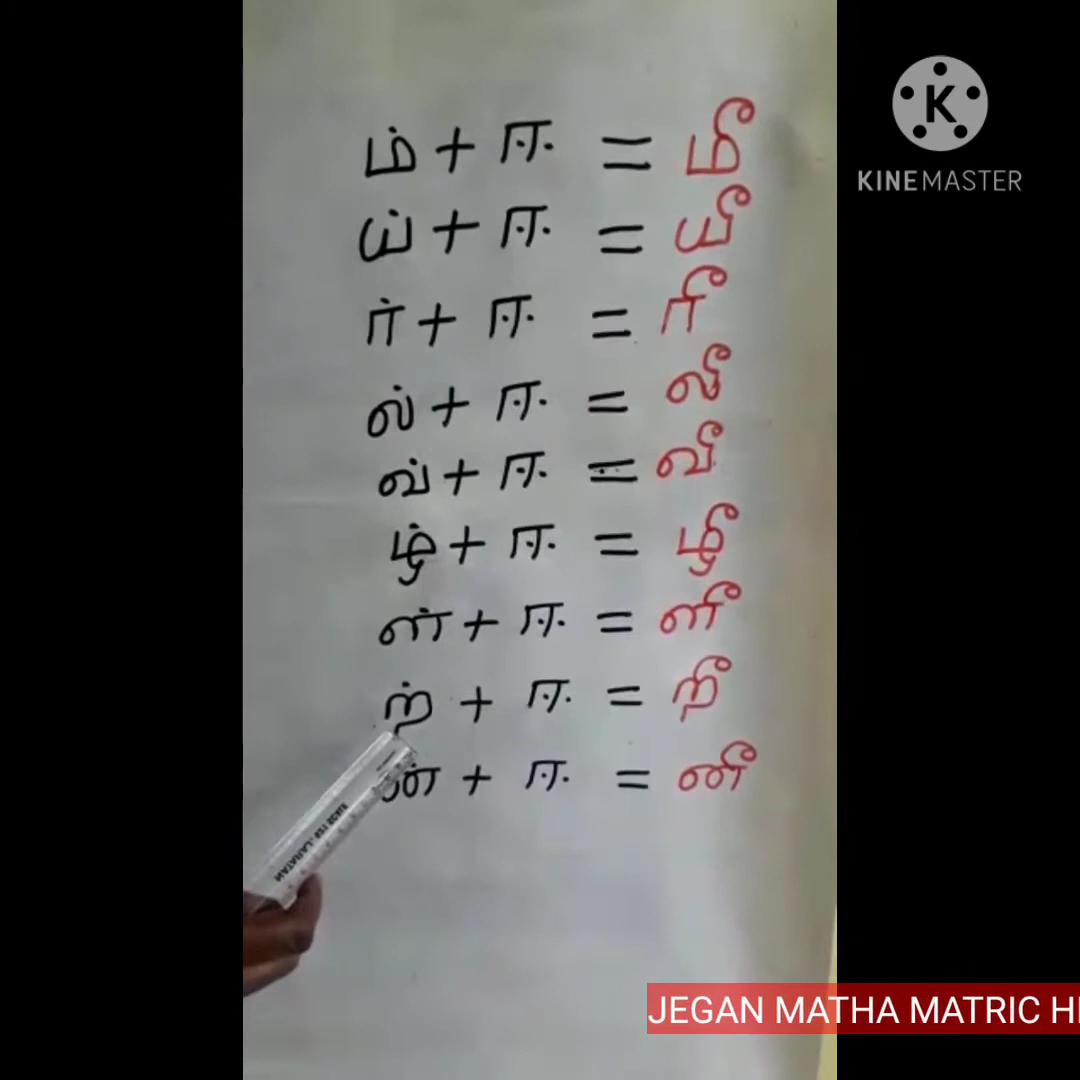 ம் + ஈ = மீ
ய் + ஈ = யீ
ர் + ஈ = ரீ
ல் + ஈ = லீ
வ் + ஈ = வீ
ழ் + ஈ = ழீ
ள் + ஈ = ளீ
ற் + ஈ = றீ
ன் + ஈ = னீ
KINEMASTER
JEGAN MATHA MATRIC